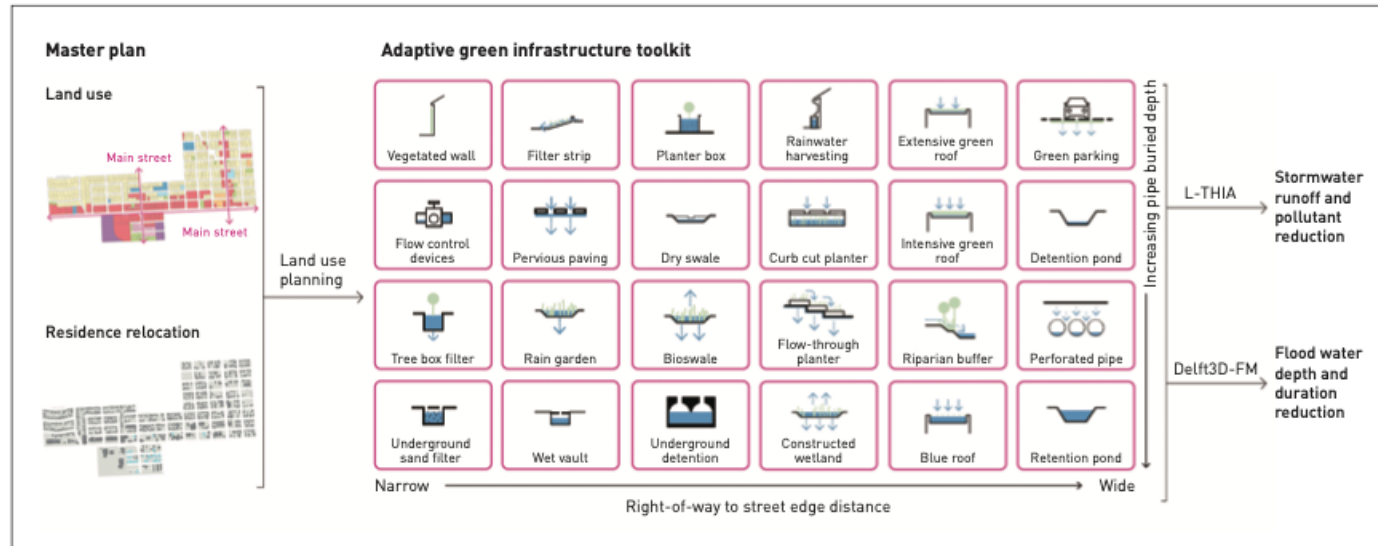 Master plan
Adaptive green infrastructure toolkit
Land use
Main street
Main street
Residence relocation
Land use
planning
Vegetated wall
Filter strip
Planter box
Rainwater
harvesting
Extensive green
roof
Green parking
Flow control
devices
Pervious paving
Dry swale
Curb cut planter
Intensive green
roof
Detention pond
Tree box filter
Rain garden
Bioswale
Flow-through
planter
Riparian buffer
Perforated pipe
Underground
sand filter
Wet vault
Underground
detention
Constructed
wetland
Blue roof
Retention pond
Narrow
Wide
Right-of-way to street edge distance
Increasing pipe buried depth
L-THIA
Stormwater
runoff and
pollutant
reduction
Delft3D-FM
Flood water
depth and
duration
reduction